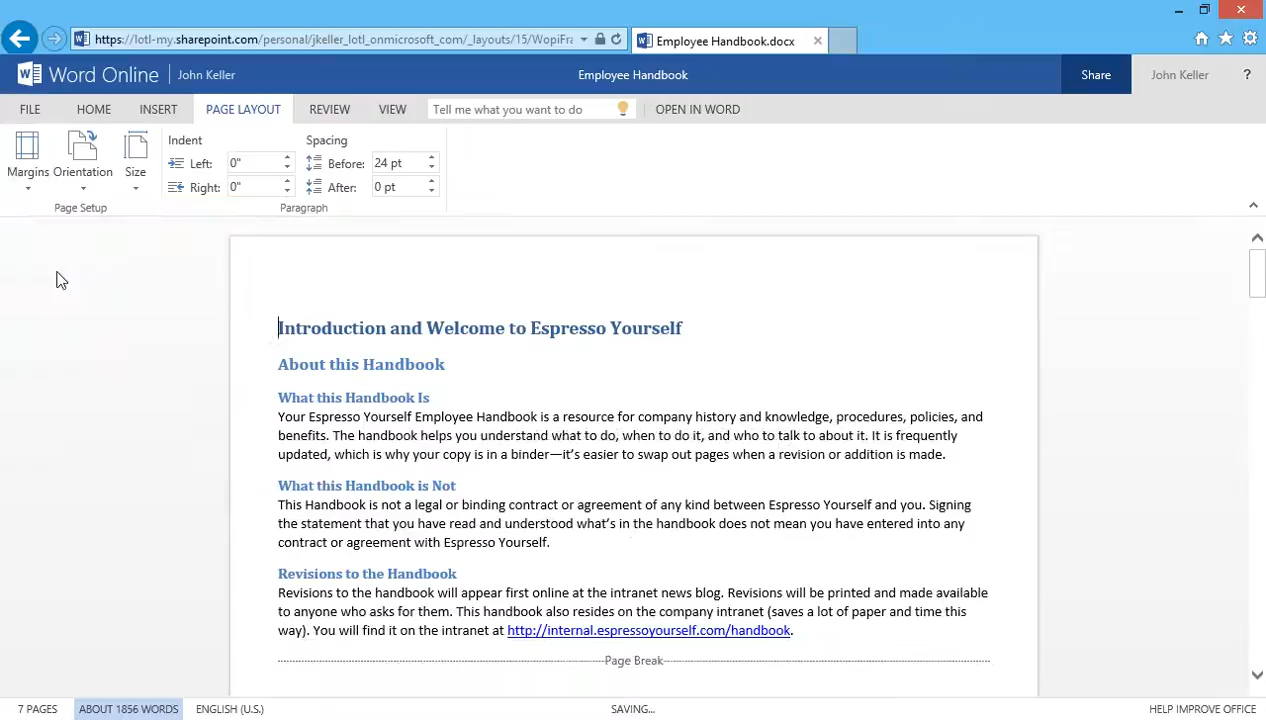 https://lotl-my.sharepoint.com/personal/jkeller_lotl_onmicrosoft_com/_layouts/15/WopiFra
Employee Handbook.docx
Word Online
John Keller
Employee Handbook
Share
John Keller
?
FILE
HOME
INSERT
PAGE LAYOUT
REVIEW
VIEW
Tell me what you want to do
OPEN IN WORD
Margins
Orientation
Size
Page Setup
Indent
Left: 0"
Right: 0"
Spacing
Before: 24 pt
After: 0 pt
Paragraph
Introduction and Welcome to Espresso Yourself
About this Handbook
What this Handbook Is
Your Espresso Yourself Employee Handbook is a resource for company history and knowledge, procedures, policies, and
benefits. The handbook helps you understand what to do, when to do it, and who to talk to about it. It is frequently
updated, which is why your copy is in a binder—it’s easier to swap out pages when a revision or addition is made.
What this Handbook is Not
This Handbook is not a legal or binding contract or agreement of any kind between Espresso Yourself and you. Signing
the statement that you have read and understood what’s in the handbook does not mean you have entered into any
contract or agreement with Espresso Yourself.
Revisions to the Handbook
Revisions to the handbook will appear first online at the intranet news blog. Revisions will be printed and made available
to anyone who asks for them. This handbook also resides on the company intranet (saves a lot of paper and time this
way). You will find it on the intranet at http://internal.espressoyourself.com/handbook.
Page Break
7 PAGES
ABOUT 1856 WORDS
ENGLISH (U.S.)
SAVING...
HELP IMPROVE OFFICE